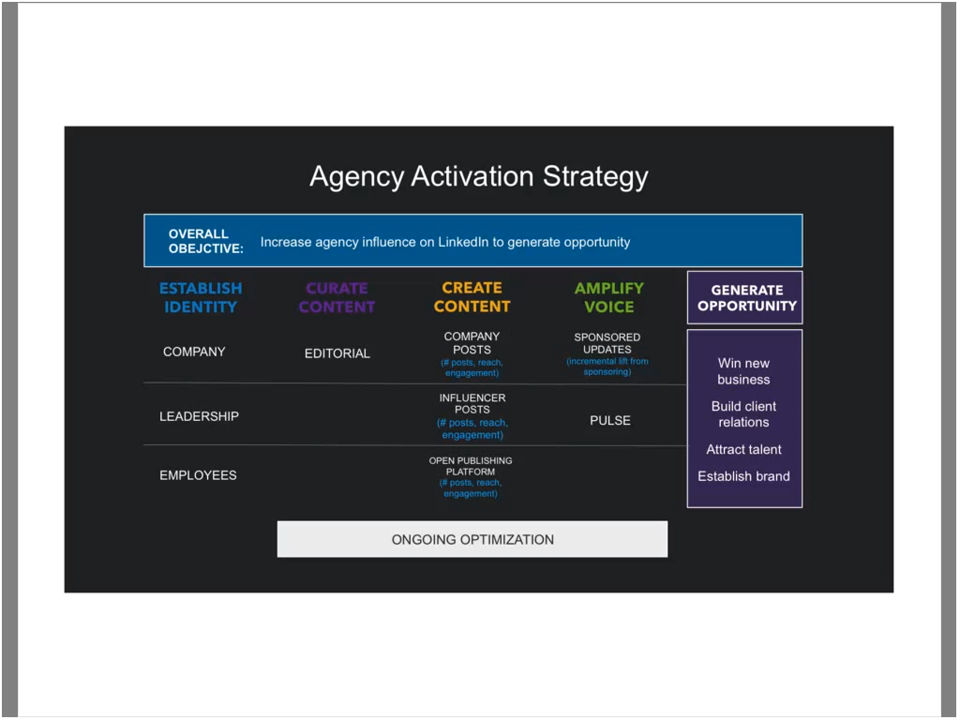 Agency Activation Strategy
OVERALL
OBEJCTIVE:
Increase agency influence on LinkedIn to generate opportunity
ESTABLISH
IDENTITY
CURATE
CONTENT
CREATE
CONTENT
AMPLIFY
VOICE
GENERATE
OPPORTUNITY
COMPANY
EDITORIAL
COMPANY
POSTS
(# posts, reach,
engagement)
SPONSORED
UPDATES
(incremental lift from
sponsoring)
LEADERSHIP
INFLUENCER
POSTS
(# posts, reach,
engagement)
PULSE
EMPLOYEES
OPEN PUBLISHING
PLATFORM
(# posts, reach,
engagement)
Win new
business
Build client
relations
Attract talent
Establish brand
ONGOING OPTIMIZATION